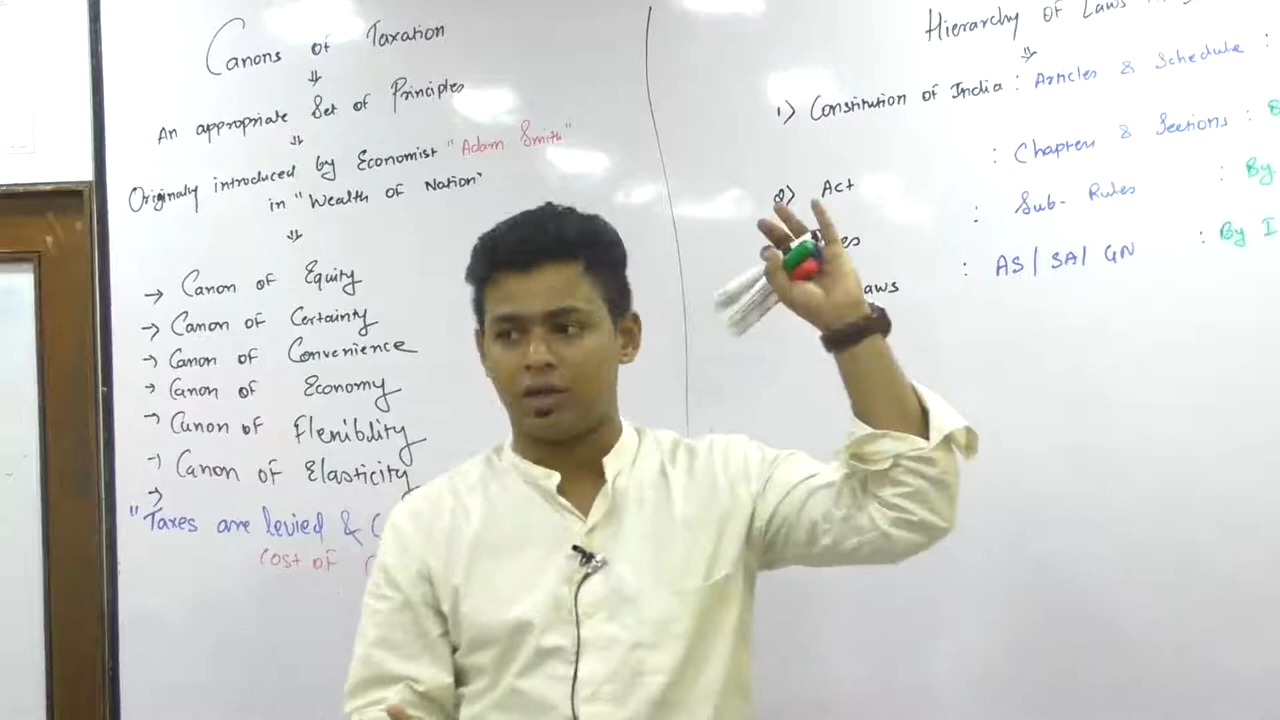 Canons of Taxation
⇓
An appropriate Set of Principles
⇓
Originally introduced by Economist "Adam Smith"
in "Wealth of Nation"
⇓
→ Canon of Equity
→ Canon of Certainty
→ Canon of Convenience
→ Canon of Economy
→ Canon of Flexibility
→ Canon of Elasticity
→
"Taxes are levied &
Cost of
Hierarchy of Laws
⇓
1) Constitution of India : Articles & Schedule :
2) Act : Chapters & Sections :
: Sub-Rules : By
aws : AS / SA / GN : By I